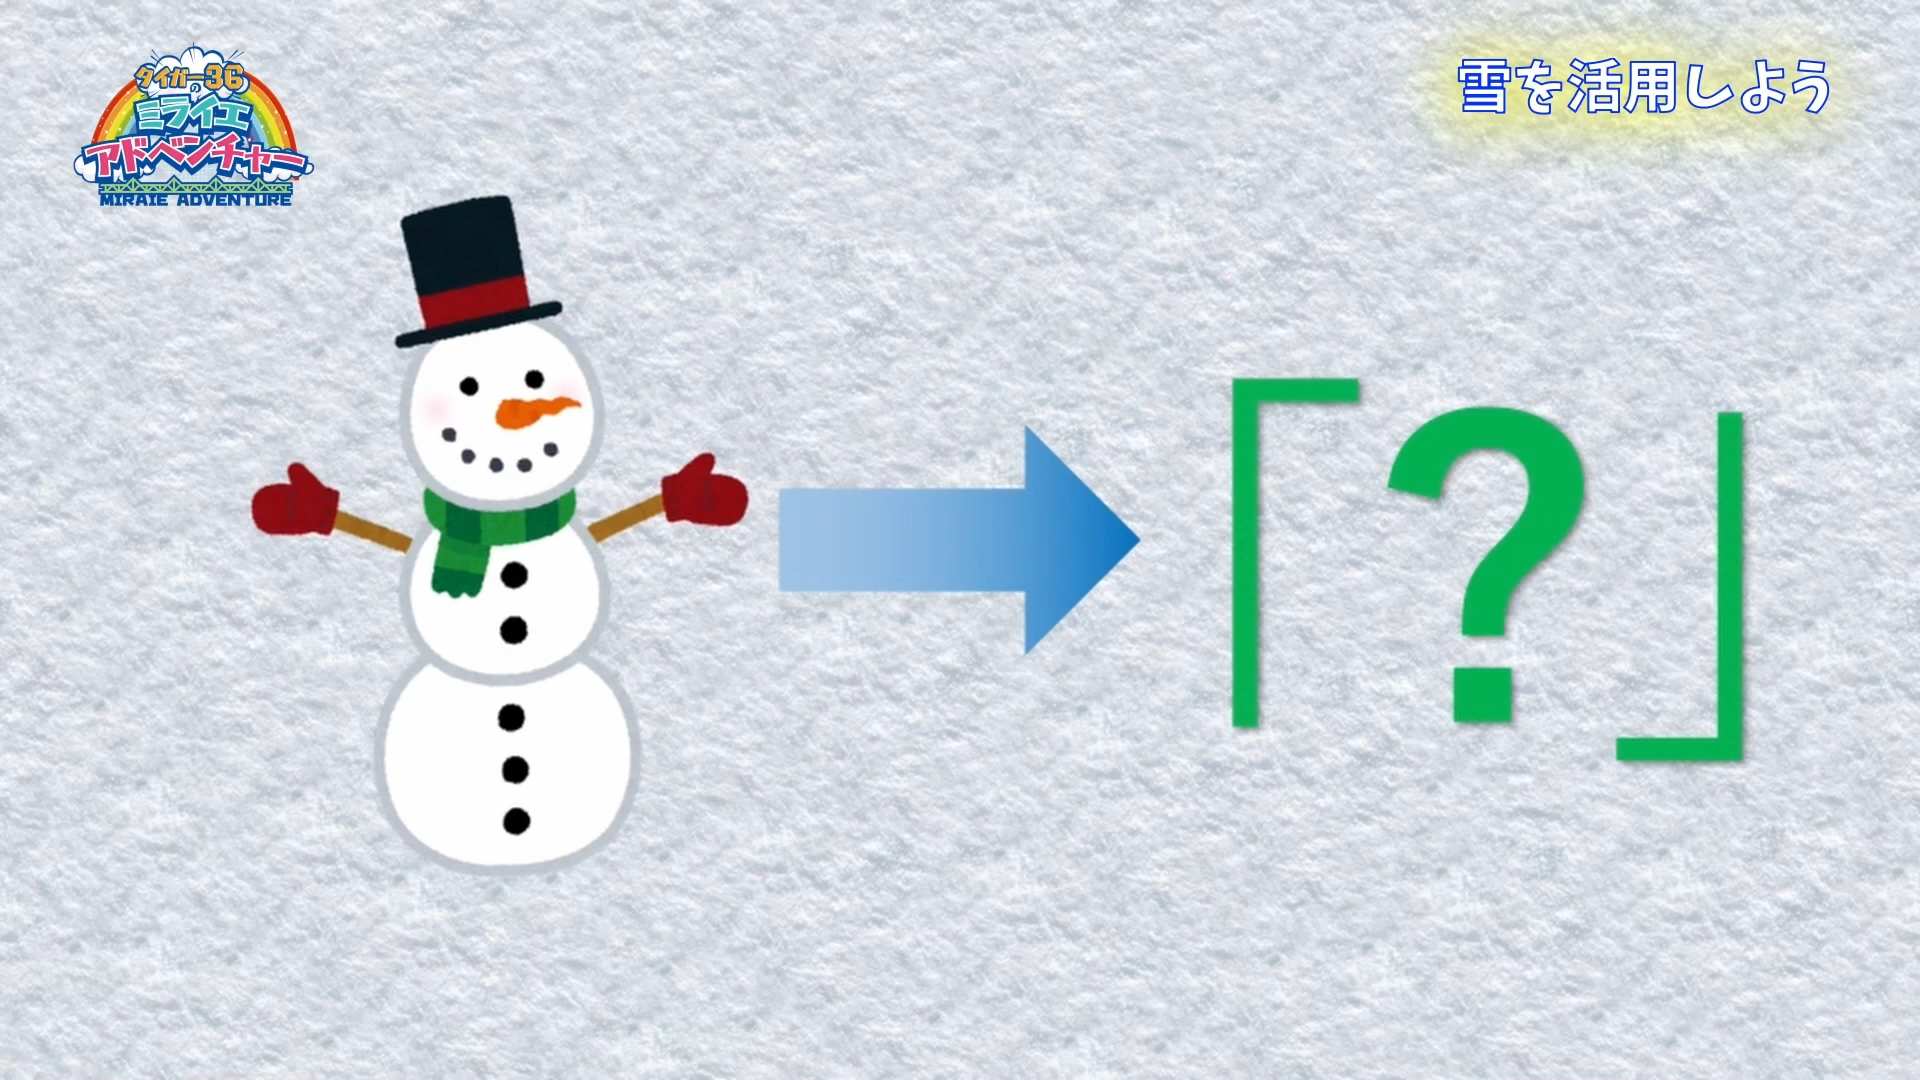 タイガー36
の
ミライエ
アドベンチャー
MIRAIE ADVENTURE
雪を活用しよう
「?」